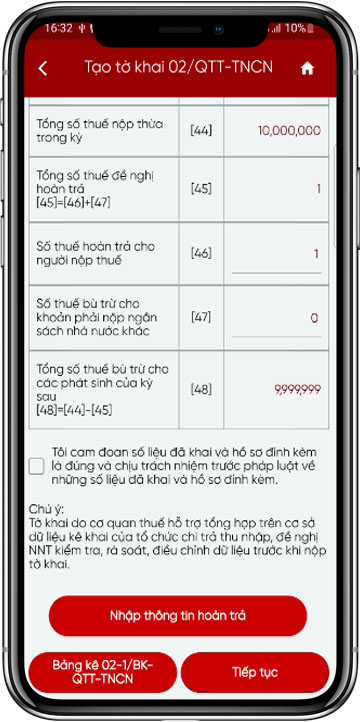 16:32
10%
Tạo tờ khai 02/QTT-TNCN
Tổng số thuế nộp thừa
trong kỳ
[44]
10,000,000
Tổng số thuế đề nghị
hoàn trả
[45]=[46]+[47]
[45]
1
Số thuế hoàn trả cho
người nộp thuế
[46]
1
Số thuế bù trừ cho
khoản phải nộp ngân
sách nhà nước khác
[47]
0
Tổng số thuế bù trừ cho
các phát sinh của kỳ
sau
[48]=[44]-[45]
[48]
9,999,999
Tôi cam đoan số liệu đã khai và hồ sơ đính kèm
là đúng và chịu trách nhiệm trước pháp luật về
những số liệu đã khai và hồ sơ đính kèm.
Chú ý:
Tờ khai do cơ quan thuế hỗ trợ tổng hợp trên cơ sở
dữ liệu kê khai của tổ chức chi trả thu nhập, đề nghị
NNT kiểm tra, rà soát, điều chỉnh dữ liệu trước khi nộp
tờ khai.
Nhập thông tin hoàn trả
Bảng kê 02-1/BK-
QTT-TNCN
Tiếp tục